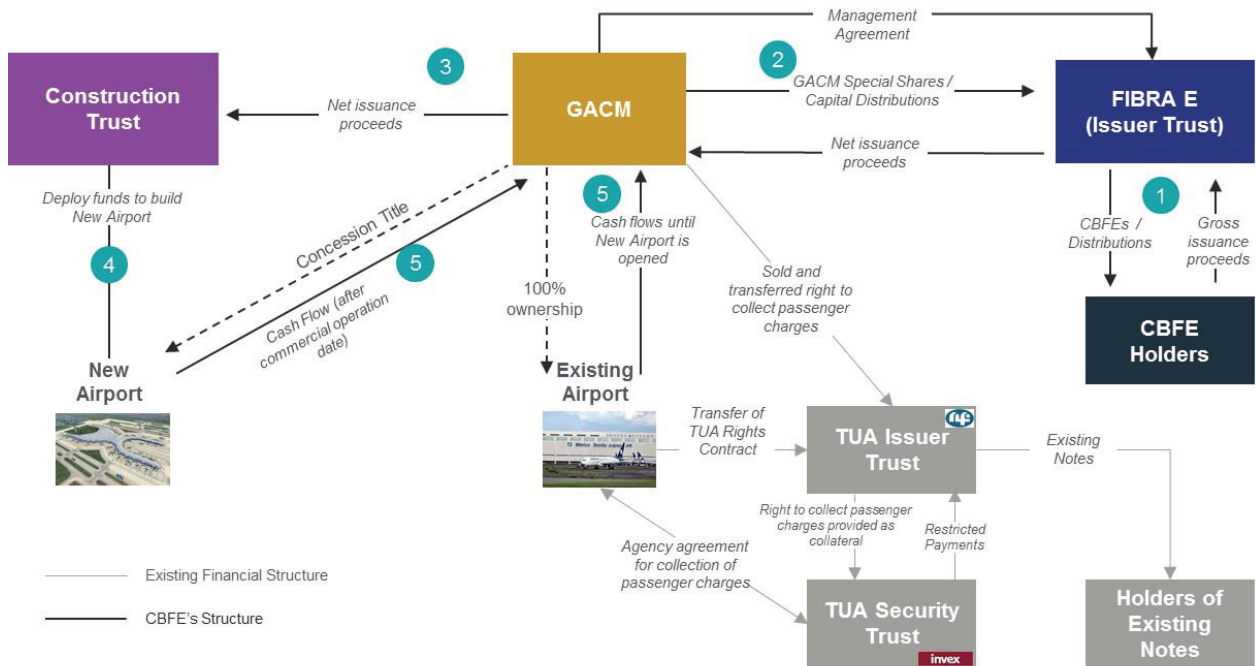 Management
Agreement
Construction
Trust
3
Net issuance
proceeds
GACM
2
GACM Special Shares /
Capital Distributions
Net issuance
proceeds
FIBRA E
(Issuer Trust)
Deploy funds to build
New Airport
4
Concession Title
5
Cash Flow (after
commercial operation
date)
5
Cash flows until
New Airport is
opened
100%
ownership
Sold and
transferred right to
collect passenger
charges
CBFEs /
Distributions
1
Gross
issuance
proceeds
CBFE
Holders
New
Airport
Existing
Airport
Transfer of
TUA Rights
Contract
TUA Issuer
Trust
Existing
Notes
Agency agreement
for collection of
passenger charges
Right to collect passenger
charges provided as
collateral
Restricted
Payments
TUA Security
Trust
invex
Holders of
Existing
Notes
Existing Financial Structure
CBFE's Structure